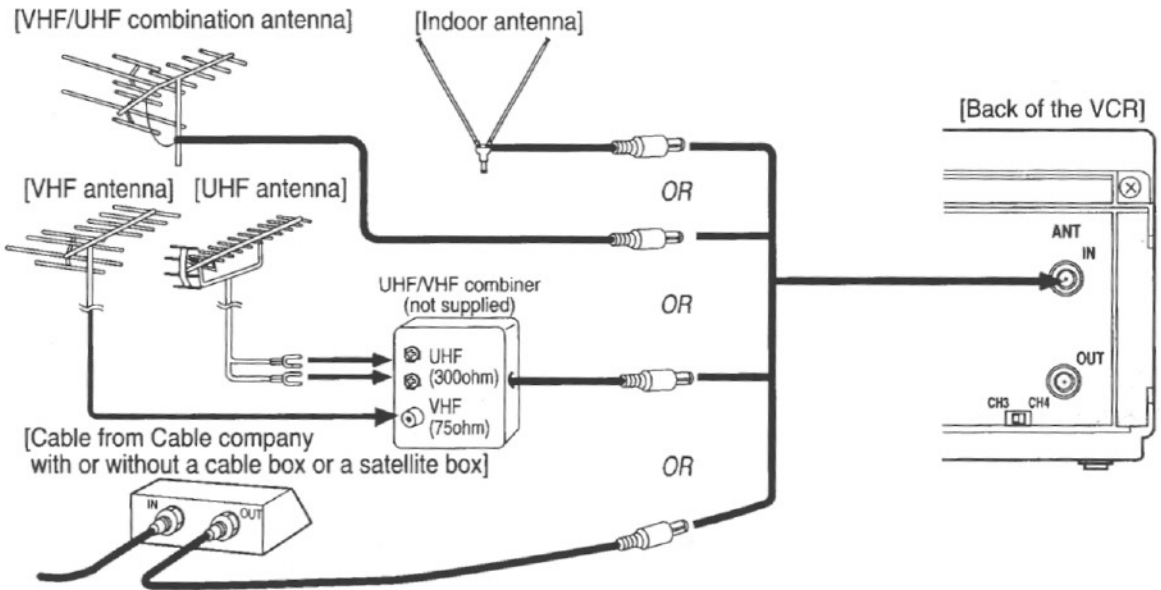 [VHF/UHF combination antenna]
[Indoor antenna]
[Back of the VCR]
OR
[VHF antenna]
[UHF antenna]
ANT
IN
UHF/VHF combiner
(not supplied)
OR
UHF
(300ohm)
VHF
(75ohm)
OUT
CH3 CH4
[Cable from Cable company
with or without a cable box or a satellite box]
OR
IN
OUT